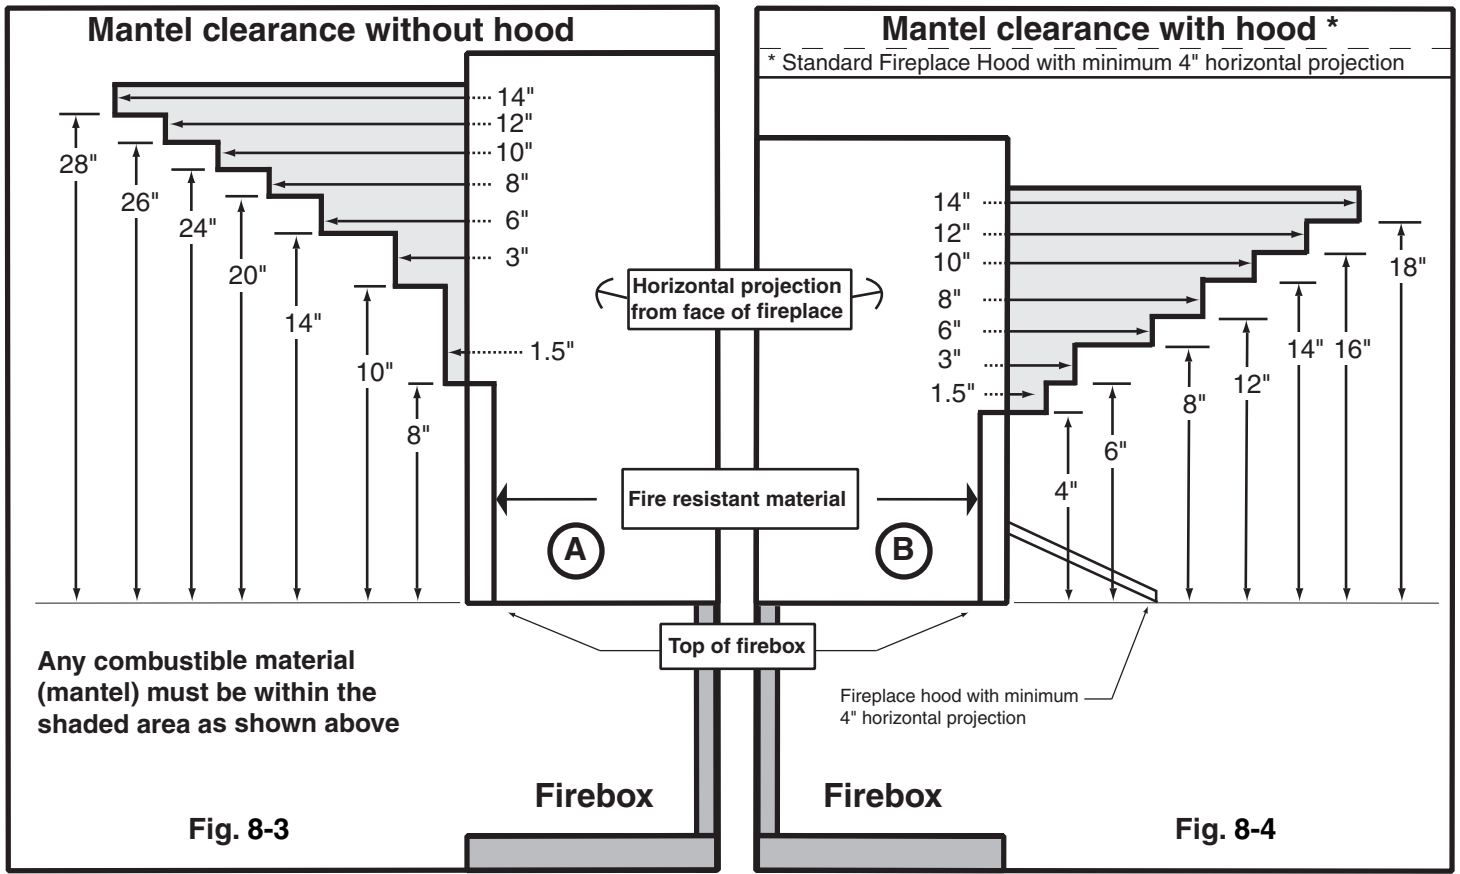 Mantel clearance without hood
14"
12"
10"
8"
6"
3"
1.5"
28"
26"
24"
20"
14"
10"
8"
A
Any combustible material
(mantel) must be within the
shaded area as shown above
Firebox
Fig. 8-3
Horizontal projection
from face of fireplace
Fire resistant material
Top of firebox
Mantel clearance with hood *
* Standard Fireplace Hood with minimum 4" horizontal projection
14"
12"
10"
8"
6"
3"
1.5"
4"
6"
8"
12"
14"
16"
18"
B
Fireplace hood with minimum
4" horizontal projection
Firebox
Fig. 8-4